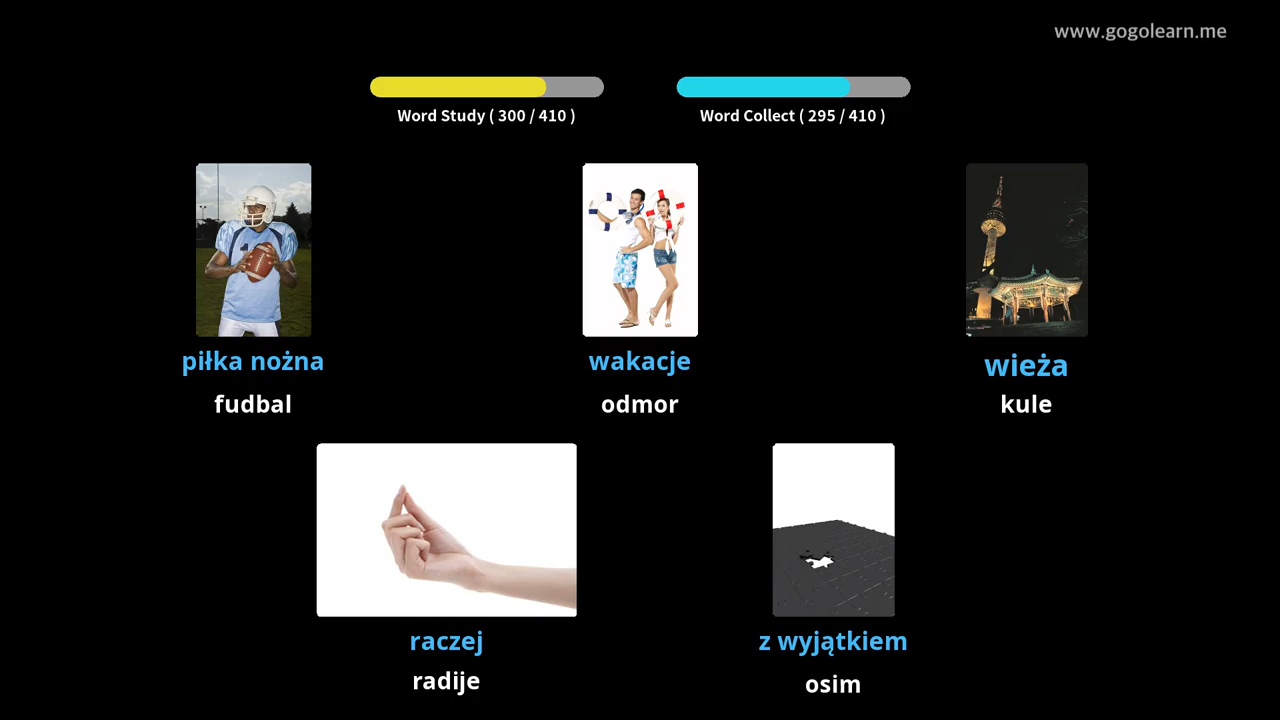 www.gogolearn.me
Word Study ( 300 / 410 )
Word Collect ( 295 / 410 )
piłka nożna
fudbal
wakacje
odmor
wieża
kule
raczej
radije
z wyjątkiem
osim